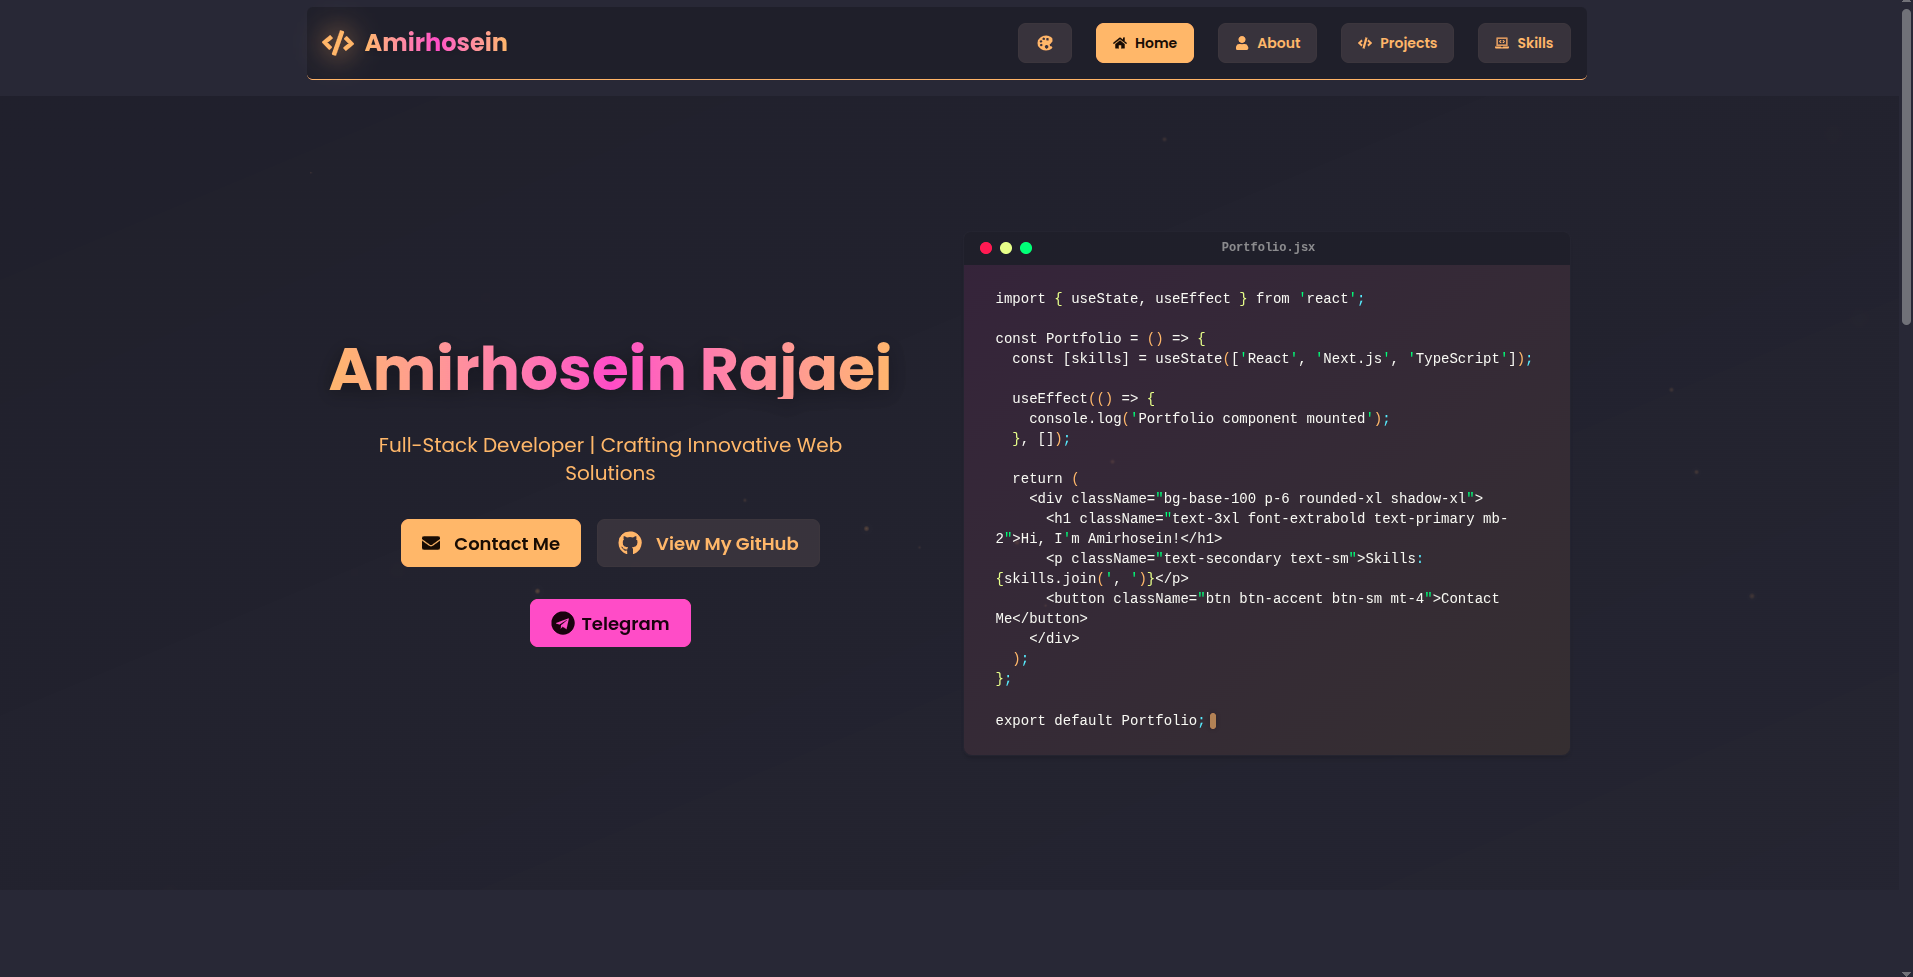 Amirhosein
Home
About
Projects
Skills
Amirhosein Rajaei
Full-Stack Developer | Crafting Innovative Web
Solutions
Contact Me
View My GitHub
Telegram
Portfolio.jsx
import { useState, useEffect } from 'react';
const Portfolio = () => {
const [skills] = useState(['React', 'Next.js', 'TypeScript']);
useEffect(() => {
console.log('Portfolio component mounted');
}, []);
return (
<div className="bg-base-100 p-6 rounded-xl shadow-xl">
<h1 className="text-3xl font-extrabold text-primary mb-
2">Hi, I'm Amirhosein!</h1>
<p className="text-secondary text-sm">Skills:
{skills.join(', ')}</p>
<button className="btn btn-accent btn-sm mt-4">Contact
Me</button>
</div>
);
};
export default Portfolio;